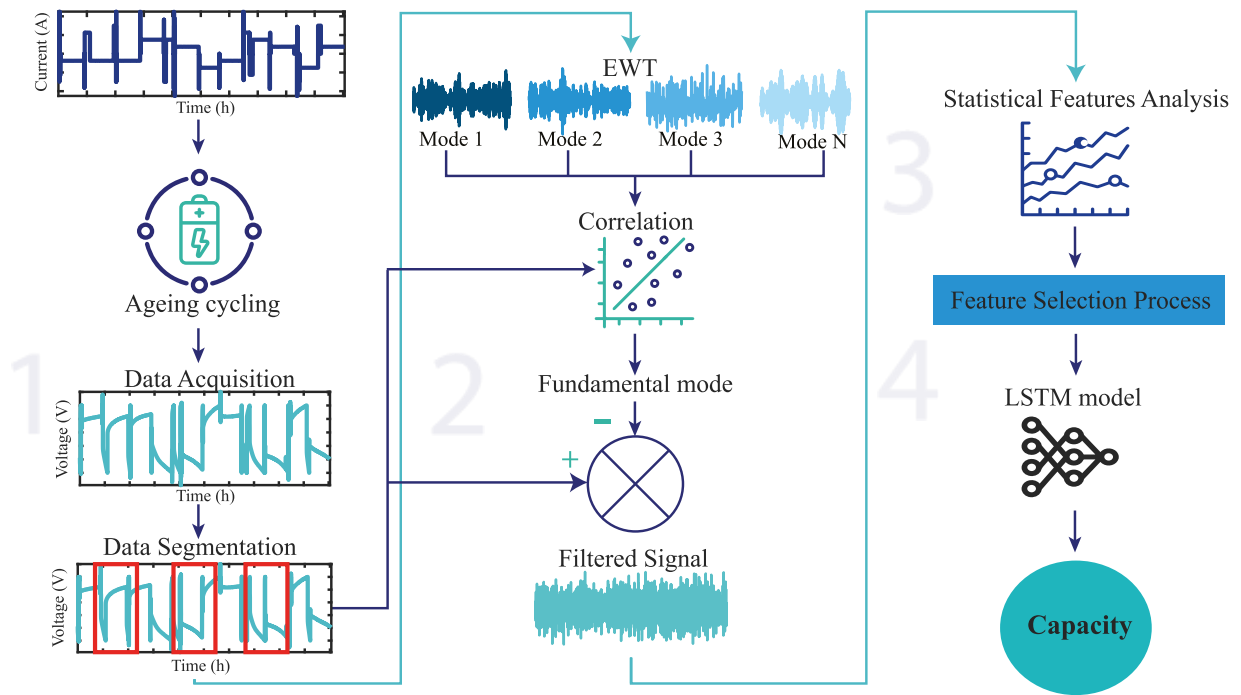 Current (A)
Time (h)
Ageing cycling
1
Data Acquisition
Voltage (V)
Time (h)
Data Segmentation
Voltage (V)
Time (h)
2
EWT
Mode 1
Mode 2
Mode 3
Mode N
Correlation
Fundamental mode
−
+
Filtered Signal
3
Statistical Features Analysis
Feature Selection Process
4
LSTM model
Capacity